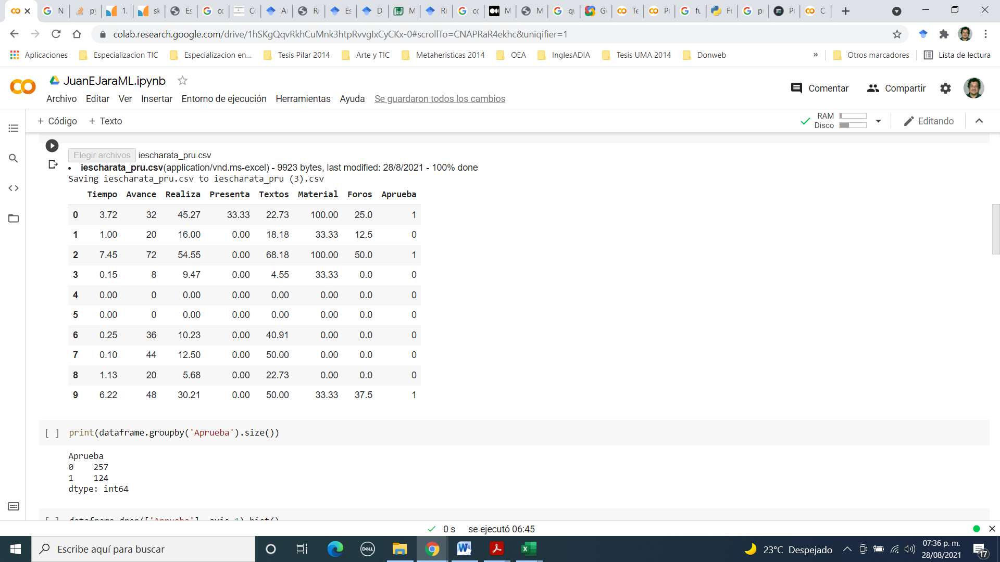 N
py
1.
sk
Es
co
Co
A
Ri
Es
D
M
Ri
co
M
M
qu
G
Te
P
fu
Fu
p
P
C
colab.research.google.com/drive/1hSKgQqvRkhCuMnk3htpRvvgIxCyCKx-0#scrollTo=CNAPRaR4ekhc&uniqifier=1
Aplicaciones Especializacion TIC Especializacion en... Tesis Pilar 2014 Arte y TIC Metaheristicas 2014 OEA InglesADIA Tesis UMA 2014 Donweb » Otros marcadores Lista de lectura
JuanEJaraML.ipynb
Comentar Compartir
Archivo Editar Ver Insertar Entorno de ejecución Herramientas Ayuda Se guardaron todos los cambios
+ Código + Texto
RAM
Disco
Editando
Elegir archivos iescharata_pru.csv
• iescharata_pru.csv(application/vnd.ms-excel) - 9923 bytes, last modified: 28/8/2021 - 100% done
Saving iescharata_pru.csv to iescharata_pru (3).csv
Tiempo Avance Realiza Presenta Textos Material Foros Aprueba
0 3.72 32 45.27 33.33 22.73 100.00 25.0 1
1 1.00 20 16.00 0.00 18.18 33.33 12.5 0
2 7.45 72 54.55 0.00 68.18 100.00 50.0 1
3 0.15 8 9.47 0.00 4.55 33.33 0.0 0
4 0.00 0 0.00 0.00 0.00 0.00 0.0 0
5 0.00 0 0.00 0.00 0.00 0.00 0.0 0
6 0.25 36 10.23 0.00 40.91 0.00 0.0 0
7 0.10 44 12.50 0.00 50.00 0.00 0.0 0
8 1.13 20 5.68 0.00 22.73 0.00 0.0 0
9 6.22 48 30.21 0.00 50.00 33.33 37.5 1
[ ] print(dataframe.groupby('Aprueba').size())
Aprueba
0 257
1 124
dtype: int64
[ ] dataframe.drop(['Aprueba'], axis=1).hist()
0 s se ejecutó 06:45
Escribe aquí para buscar
DELL
23°C Despejado
07:36 p. m.
28/08/2021
17